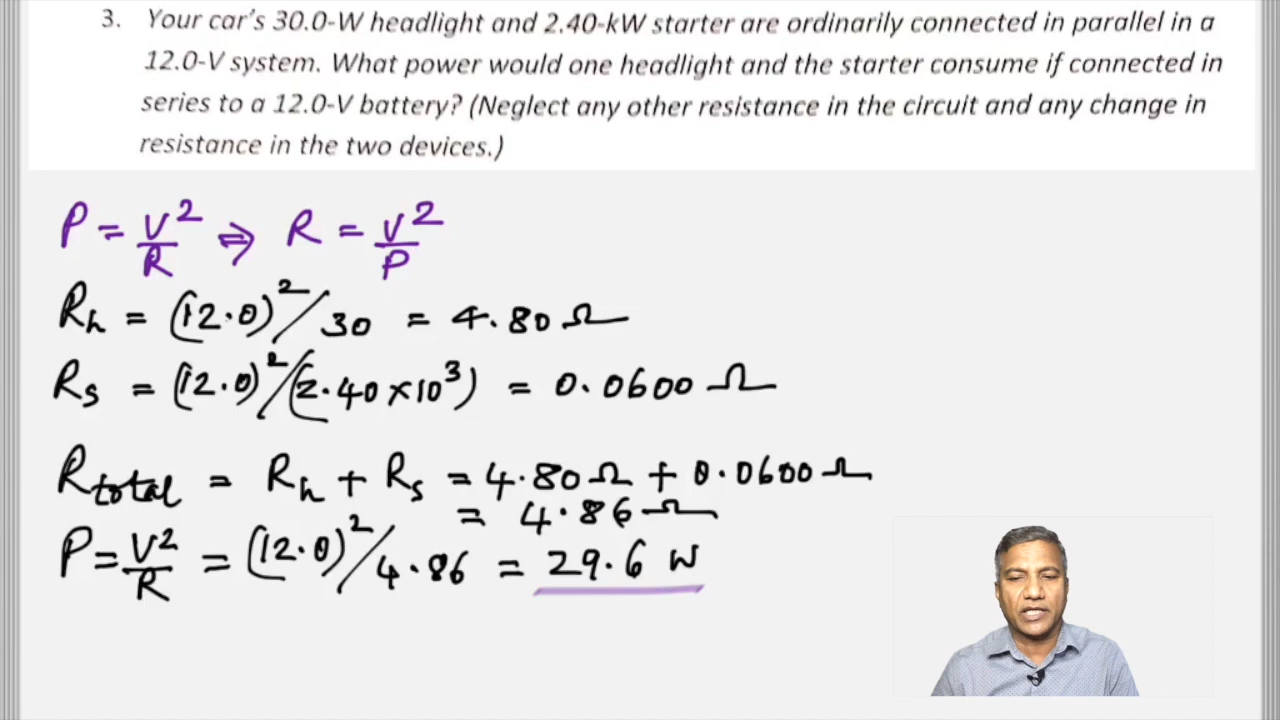 3. Your car's 30.0-W headlight and 2.40-kW starter are ordinarily connected in parallel in a
12.0-V system. What power would one headlight and the starter consume if connected in
series to a 12.0-V battery? (Neglect any other resistance in the circuit and any change in
resistance in the two devices.)
P = V²/R ⇒ R = V²/P
Rₕ = (12.0)²/30 = 4.80 Ω
Rₛ = (12.0)²/(2.40×10³) = 0.0600 Ω
R total = Rₕ + Rₛ = 4.80 Ω + 0.0600 Ω
= 4.86 Ω
P = V²/R = (12.0)²/4.86 = 29.6 W